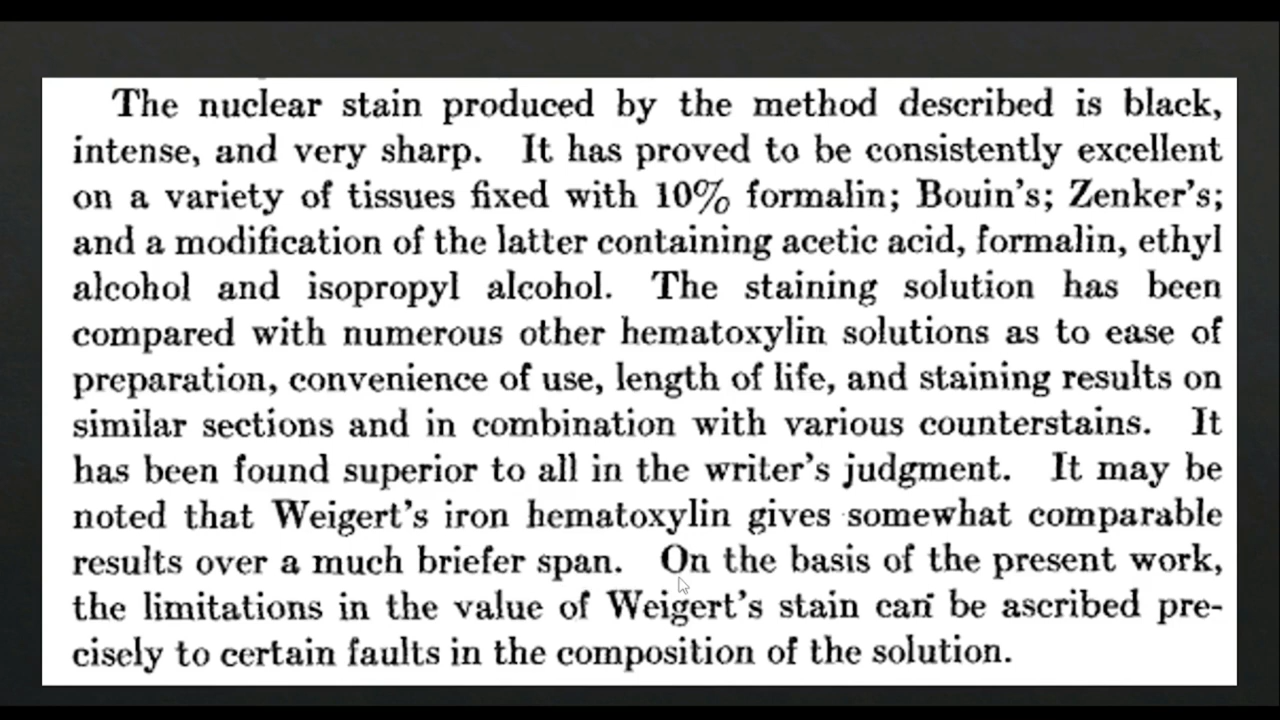 The nuclear stain produced by the method described is black,
intense, and very sharp. It has proved to be consistently excellent
on a variety of tissues fixed with 10% formalin; Bouin's; Zenker's;
and a modification of the latter containing acetic acid, formalin, ethyl
alcohol and isopropyl alcohol. The staining solution has been
compared with numerous other hematoxylin solutions as to ease of
preparation, convenience of use, length of life, and staining results on
similar sections and in combination with various counterstains. It
has been found superior to all in the writer's judgment. It may be
noted that Weigert's iron hematoxylin gives somewhat comparable
results over a much briefer span. On the basis of the present work,
the limitations in the value of Weigert's stain can be ascribed pre-
cisely to certain faults in the composition of the solution.